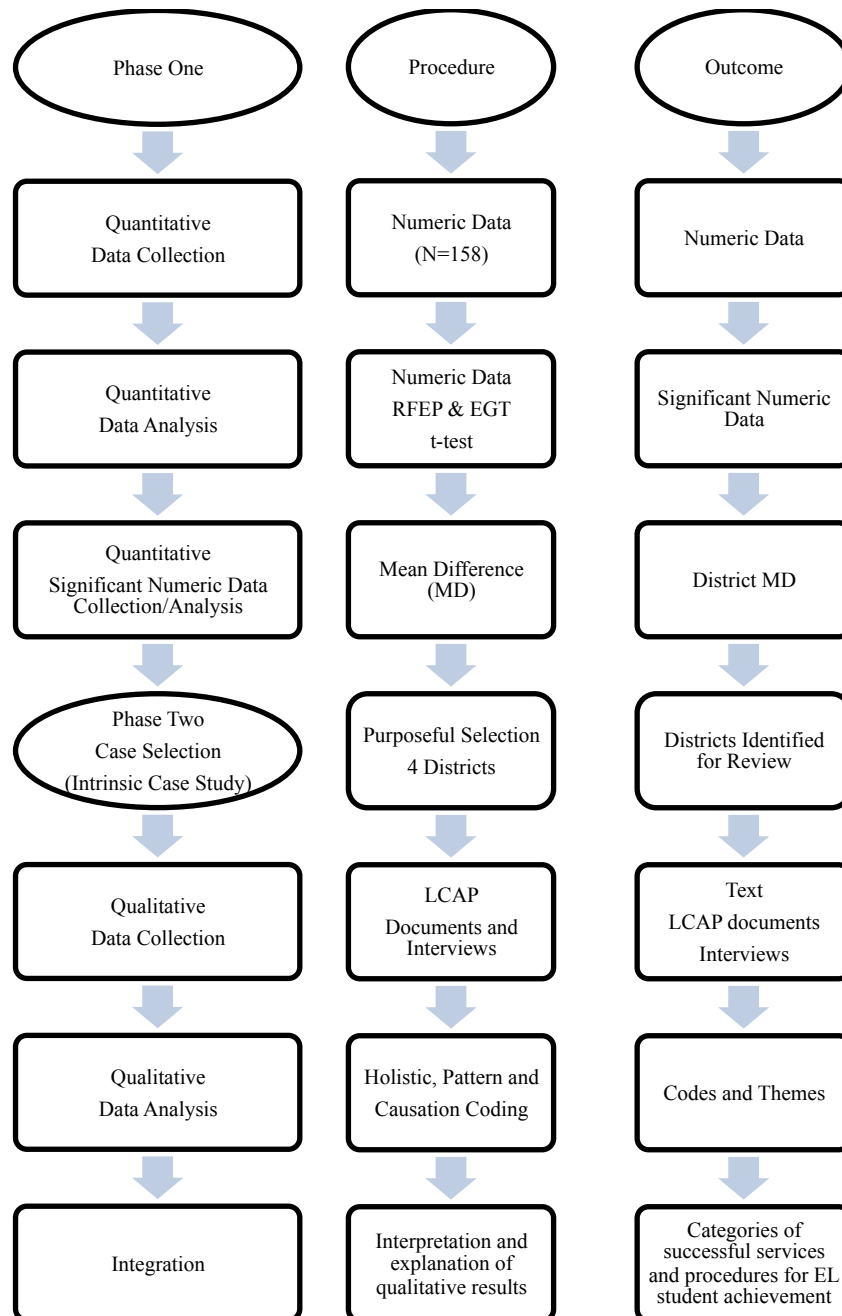 Phase One
Procedure
Outcome
Quantitative
Data Collection
Numeric Data
(N=158)
Numeric Data
Quantitative
Data Analysis
Numeric Data
RFEP & EGT
t-test
Significant Numeric
Data
Quantitative
Significant Numeric Data
Collection/Analysis
Mean Difference
(MD)
District MD
Phase Two
Case Selection
(Intrinsic Case Study)
Purposeful Selection
4 Districts
Districts Identified
for Review
Qualitative
Data Collection
LCAP
Documents and
Interviews
Text
LCAP documents
Interviews
Qualitative
Data Analysis
Holistic, Pattern and
Causation Coding
Codes and Themes
Integration
Interpretation and
explanation of
qualitative results
Categories of
successful services
and procedures for EL
student achievement